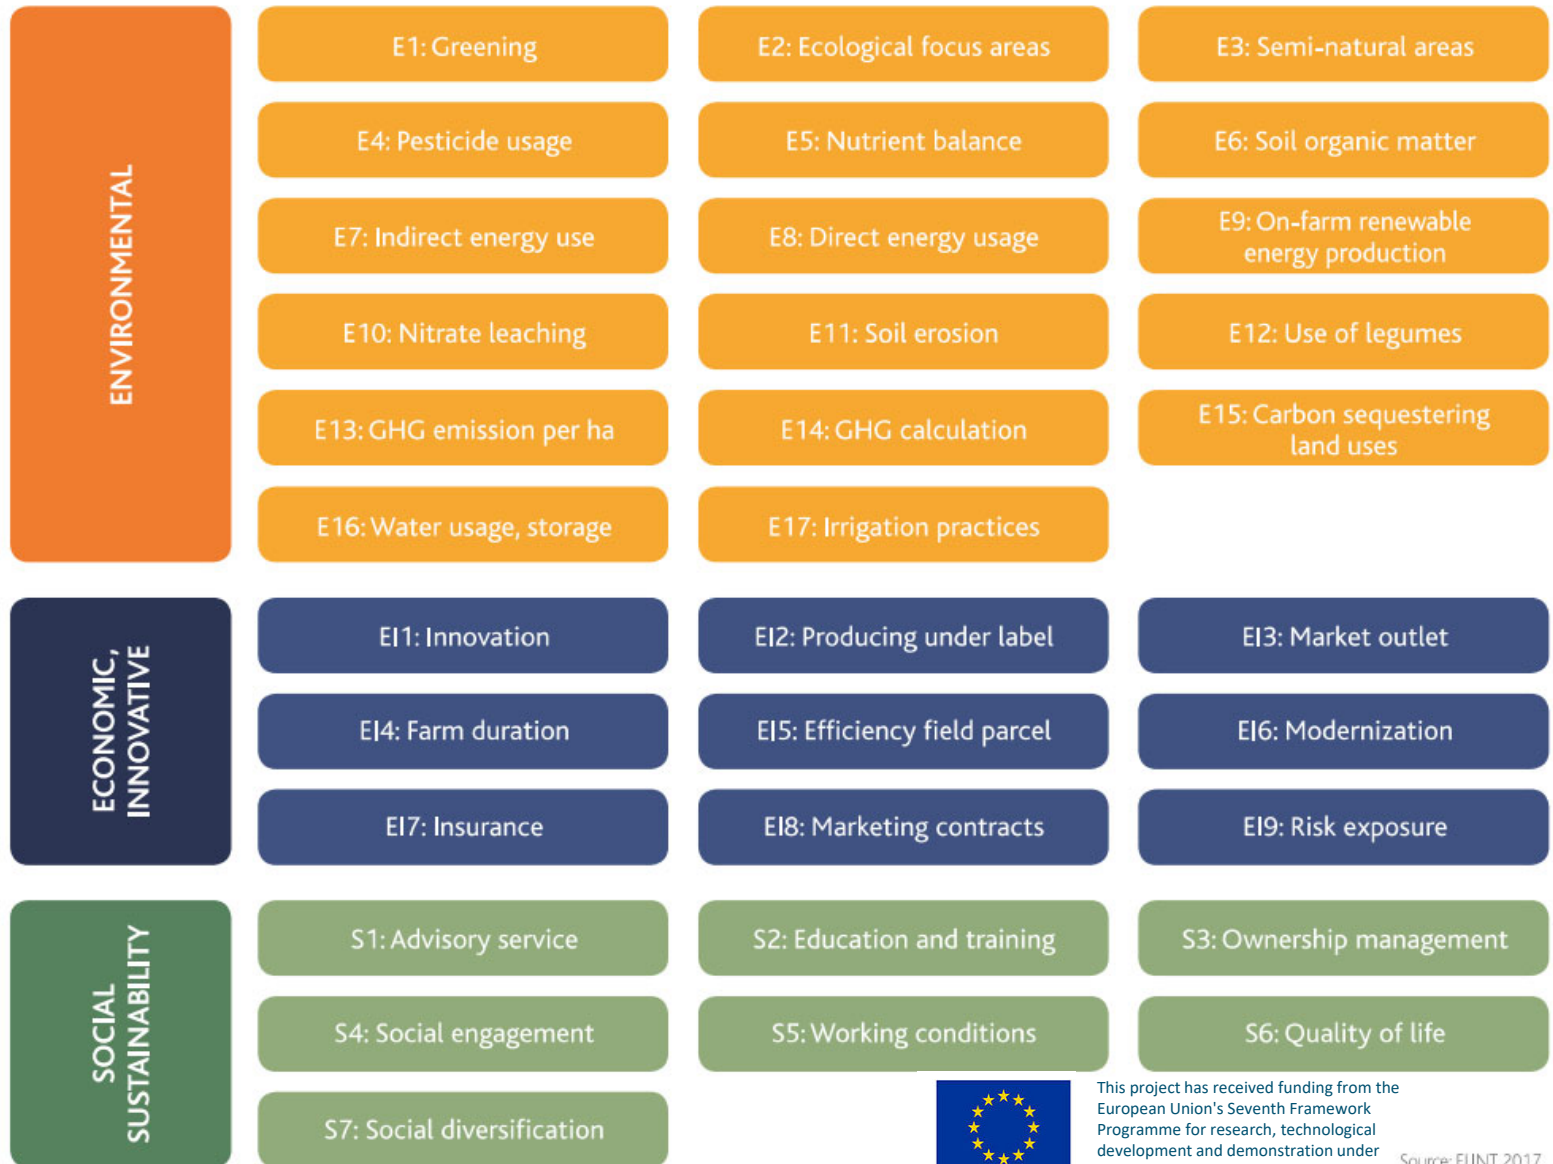 ENVIRONMENTAL
E1: Greening
E2: Ecological focus areas
E3: Semi-natural areas
E4: Pesticide usage
E5: Nutrient balance
E6: Soil organic matter
E7: Indirect energy use
E8: Direct energy usage
E9: On-farm renewable
energy production
E10: Nitrate leaching
E11: Soil erosion
E12: Use of legumes
E13: GHG emission per ha
E14: GHG calculation
E15: Carbon sequestering
land uses
E16: Water usage, storage
E17: Irrigation practices
ECONOMIC,
INNOVATIVE
EI1: Innovation
EI2: Producing under label
EI3: Market outlet
EI4: Farm duration
EI5: Efficiency field parcel
EI6: Modernization
EI7: Insurance
EI8: Marketing contracts
EI9: Risk exposure
SOCIAL
SUSTAINABILITY
S1: Advisory service
S2: Education and training
S3: Ownership management
S4: Social engagement
S5: Working conditions
S6: Quality of life
S7: Social diversification
This project has received funding from the
European Union's Seventh Framework
Programme for research, technological
development and demonstration under
Source: FLINT 2017